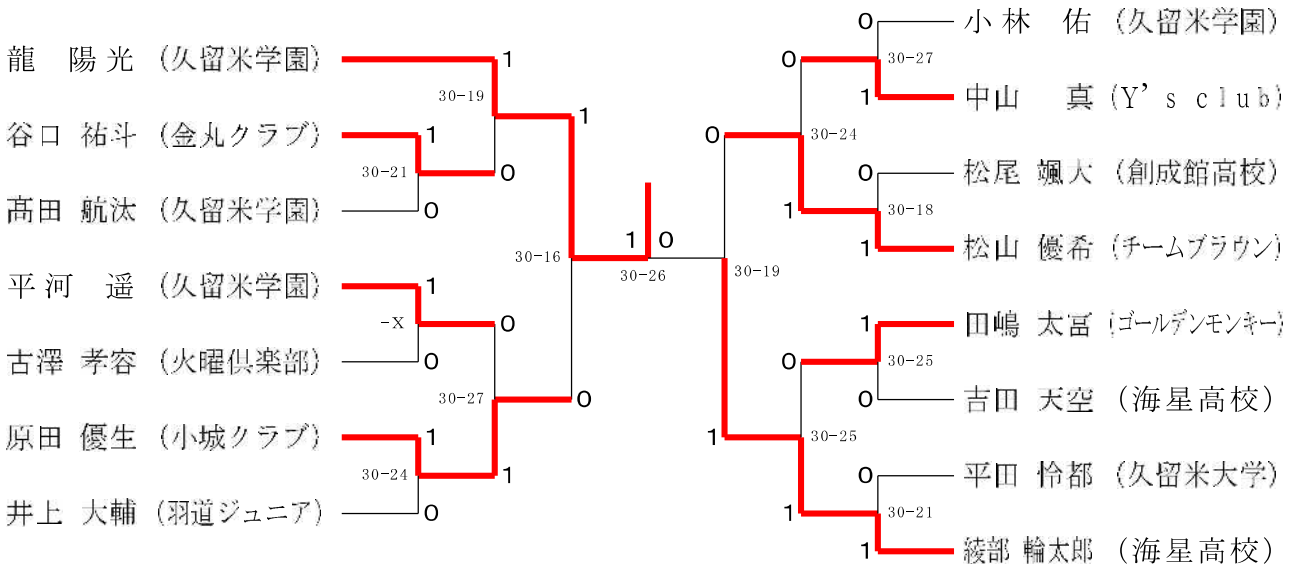 龍 陽光 (久留米学園)
谷口 祐斗 (金丸クラブ)
髙田 航汰 (久留米学園)
平河 遥 (久留米学園)
古澤 孝容 (火曜倶楽部)
原田 優生 (小城クラブ)
井上 大輔 (羽道ジュニア)
1
30-19
1
1
30-21
0
0
30-16
1
-X
0
0
30-27
0
1
30-24
1
0
1
0
30-26
0
0
30-27
1
0
30-24
0
30-18
1
1
30-19
1
0
30-25
0
1
30-25
0
30-21
1
1
小林 佑 (久留米学園)
中山 真 (Y's club)
松尾 颯大 (創成館高校)
松山 優希 (チームブラウン)
田嶋 太冨 (ゴールデンモンキー)
吉田 天空 (海星高校)
平田 怜都 (久留米大学)
綾部 輪太郎 (海星高校)